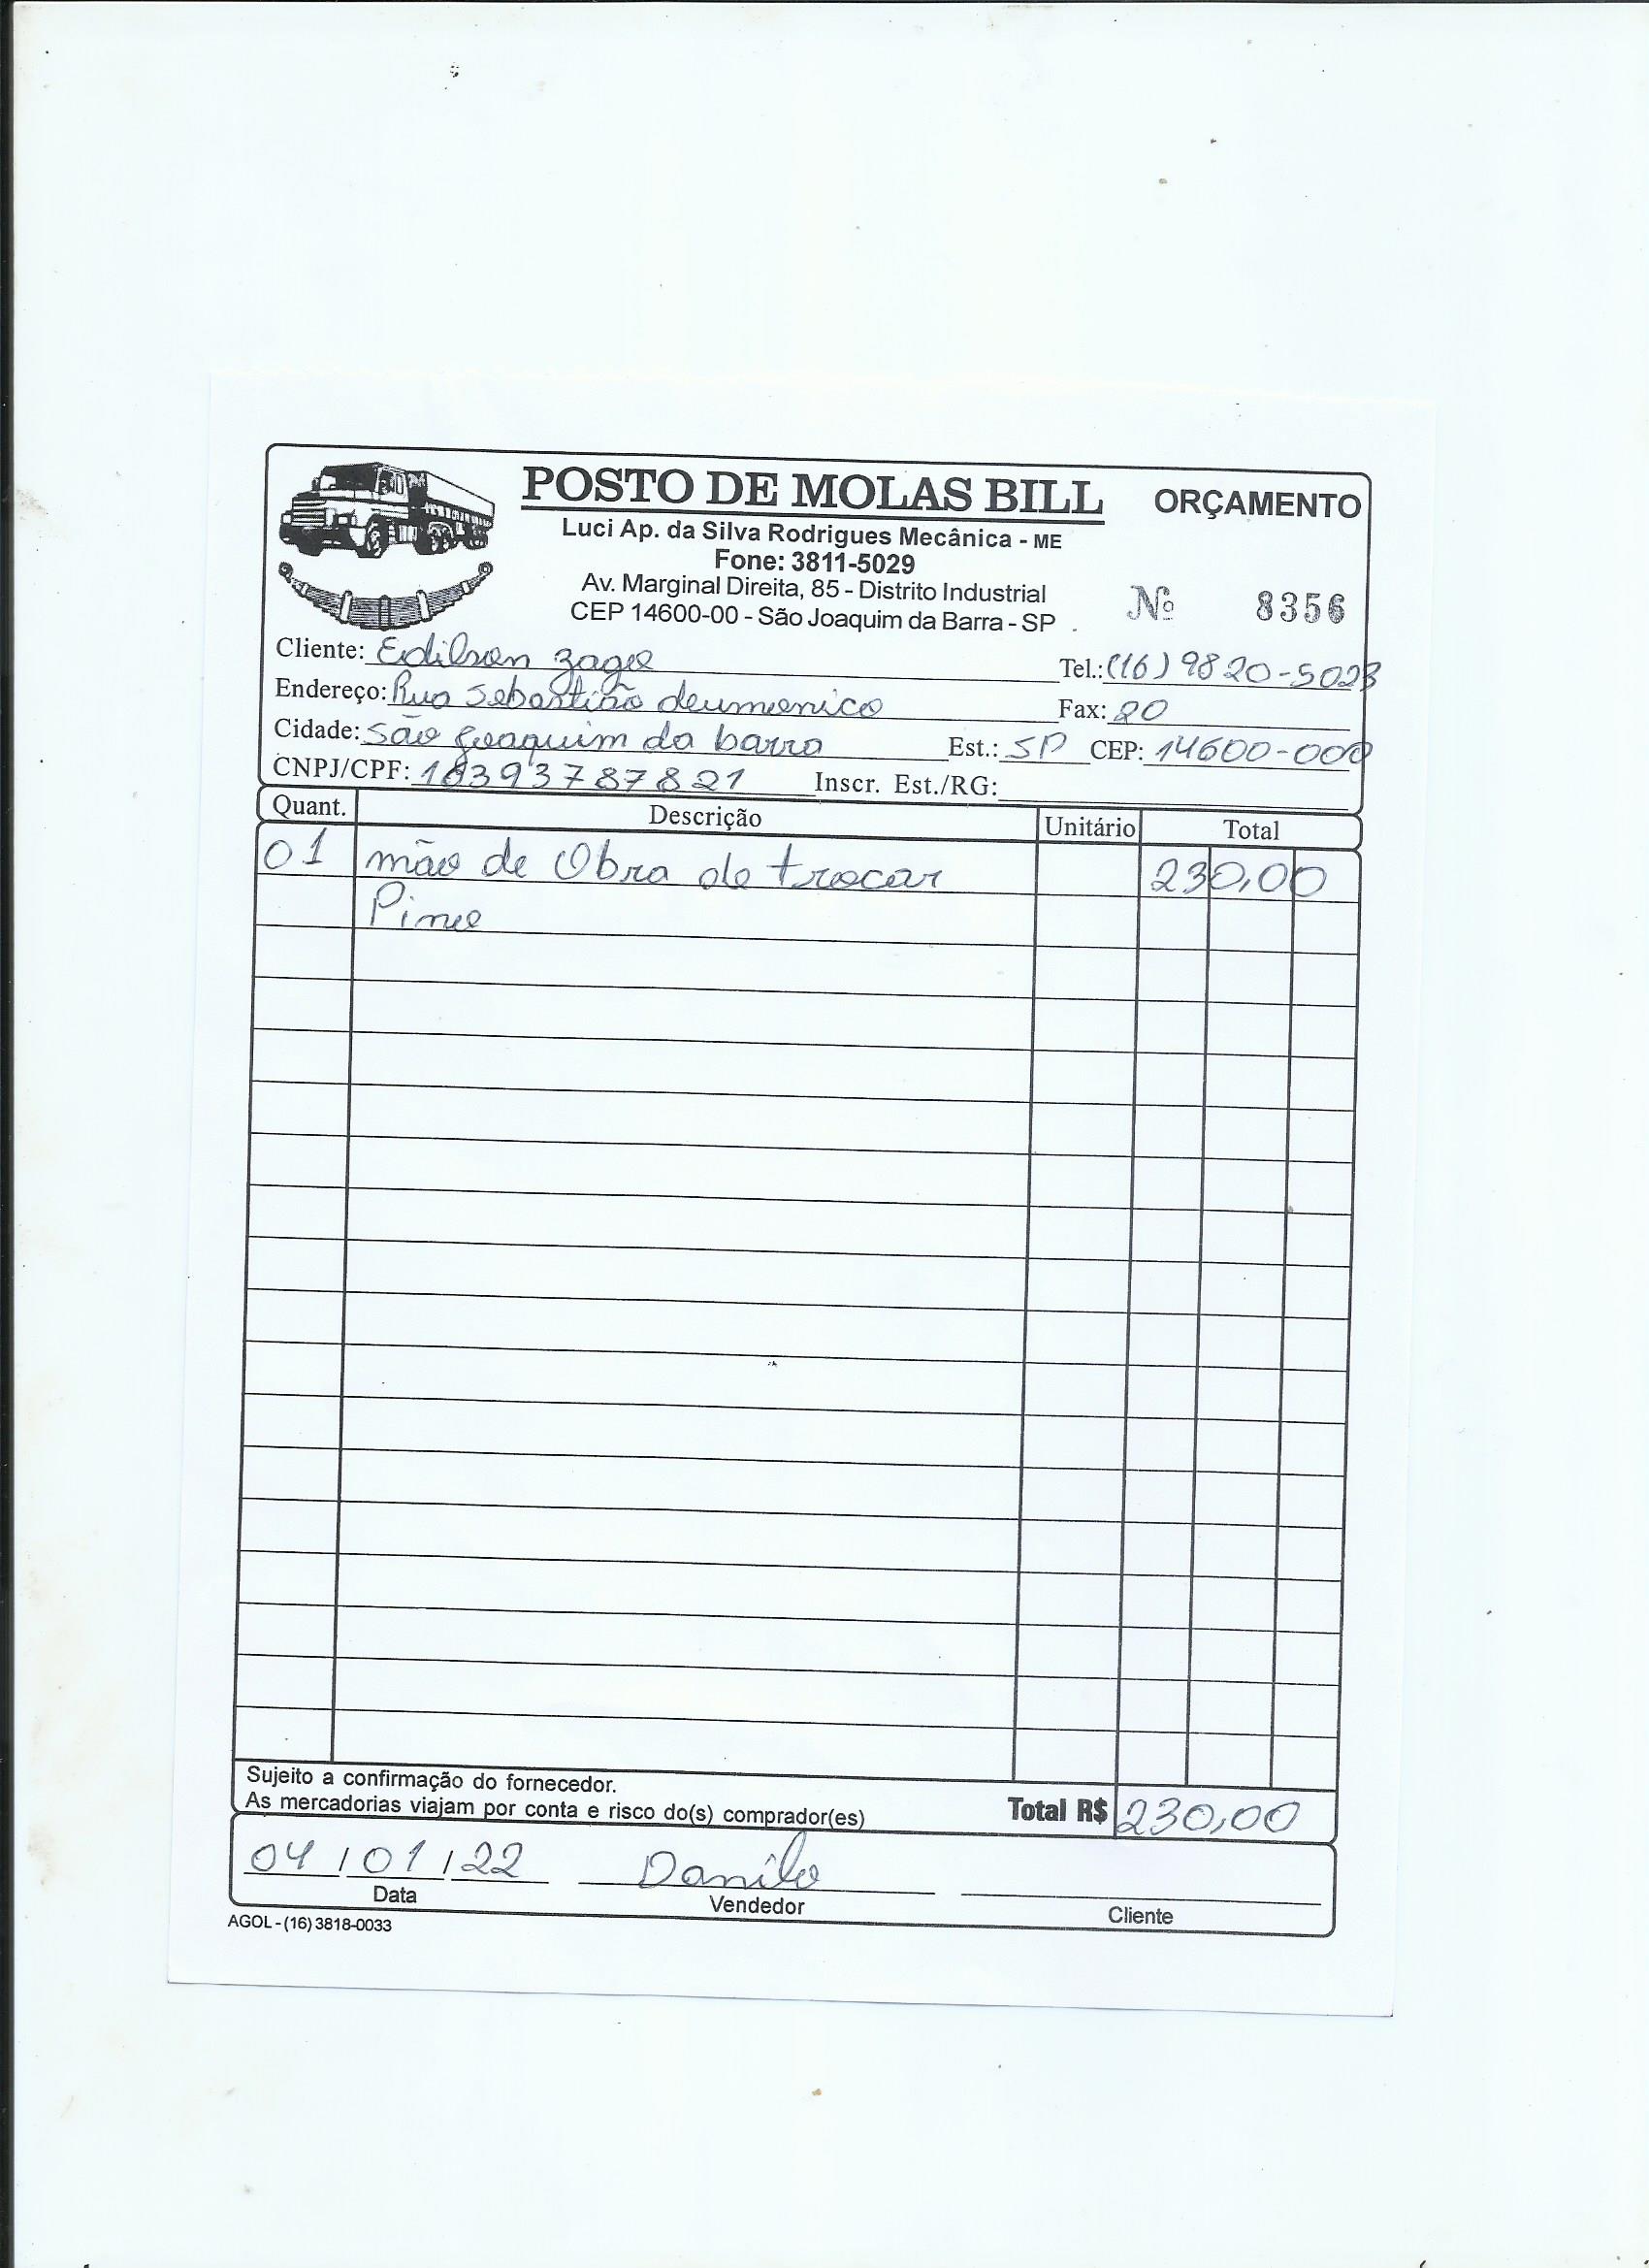 POSTO DE MOLAS BILL ORÇAMENTO
Luci Ap. da Silva Rodrigues Mecânica - ME
Fone: 3811-5029
Av. Marginal Direita, 85 - Distrito Industrial
CEP 14600-00 - São Joaquim da Barra - SP
Nº 8356
Cliente: Edilson zago Tel.: (16) 9820-5023
Endereço: Rua Sebastião deumenico Fax: 20
Cidade: São Joaquim da barra Est.: SP CEP: 14600-000
CNPJ/CPF: 18393787821 Inscr. Est./RG:
Quant. Descrição Unitário Total
01 mão de Obra de trocar 230,00
Pino
Sujeito a confirmação do fornecedor.
As mercadorias viajam por conta e risco do(s) comprador(es) Total R$ 230,00
04 / 01 / 22 Danilo
Data Vendedor Cliente
AGOL - (16) 3818-0033